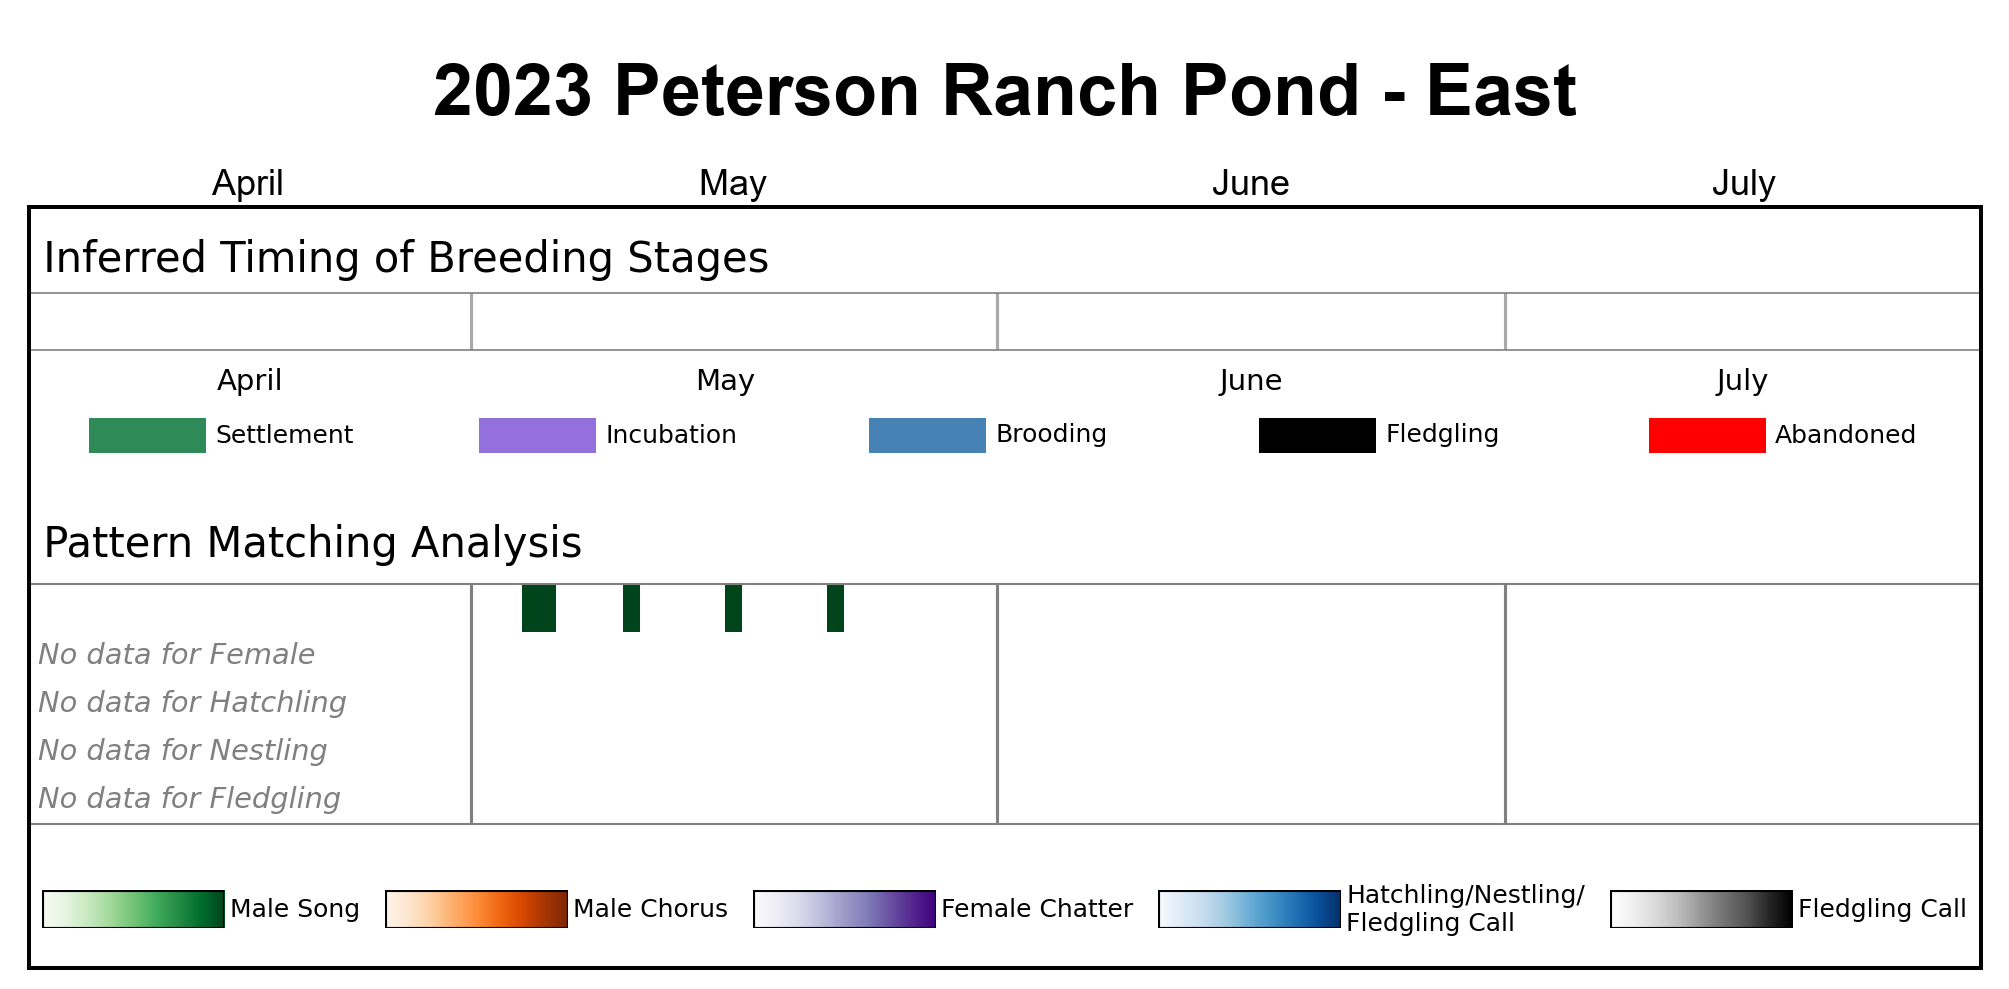 2023 Peterson Ranch Pond - East
April May June July
Inferred Timing of Breeding Stages
April May June July
Settlement Incubation Brooding Fledgling Abandoned
Pattern Matching Analysis
No data for Female
No data for Hatchling
No data for Nestling
No data for Fledgling
Male Song Male Chorus Female Chatter Hatchling/Nestling/
Fledgling Call Fledgling Call